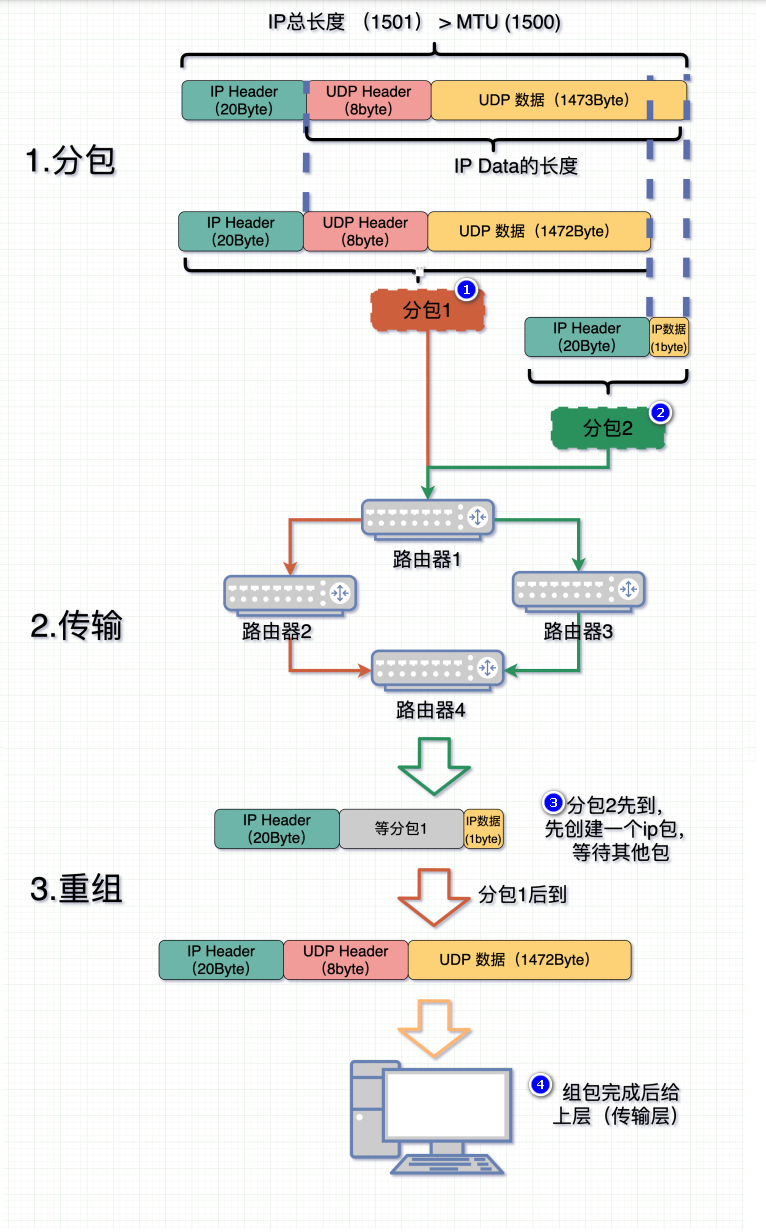 IP总长度 （1501） > MTU (1500)
IP Header
（20Byte）
UDP Header
（8byte）
UDP 数据（1473Byte）
1.分包
IP Data的长度
IP Header
（20Byte）
UDP Header
（8byte）
UDP 数据（1472Byte）
1
分包1
IP Header
（20Byte）
IP数据
(1byte)
2
分包2
路由器1
2.传输
路由器2
路由器3
路由器4
IP Header
（20Byte）
等分包1
IP数据
(1byte)
3 分包2先到，
先创建一个ip包，
等待其他包
3.重组
分包1后到
IP Header
（20Byte）
UDP Header
（8byte）
UDP 数据（1472Byte）
4 组包完成后给
上层（传输层）